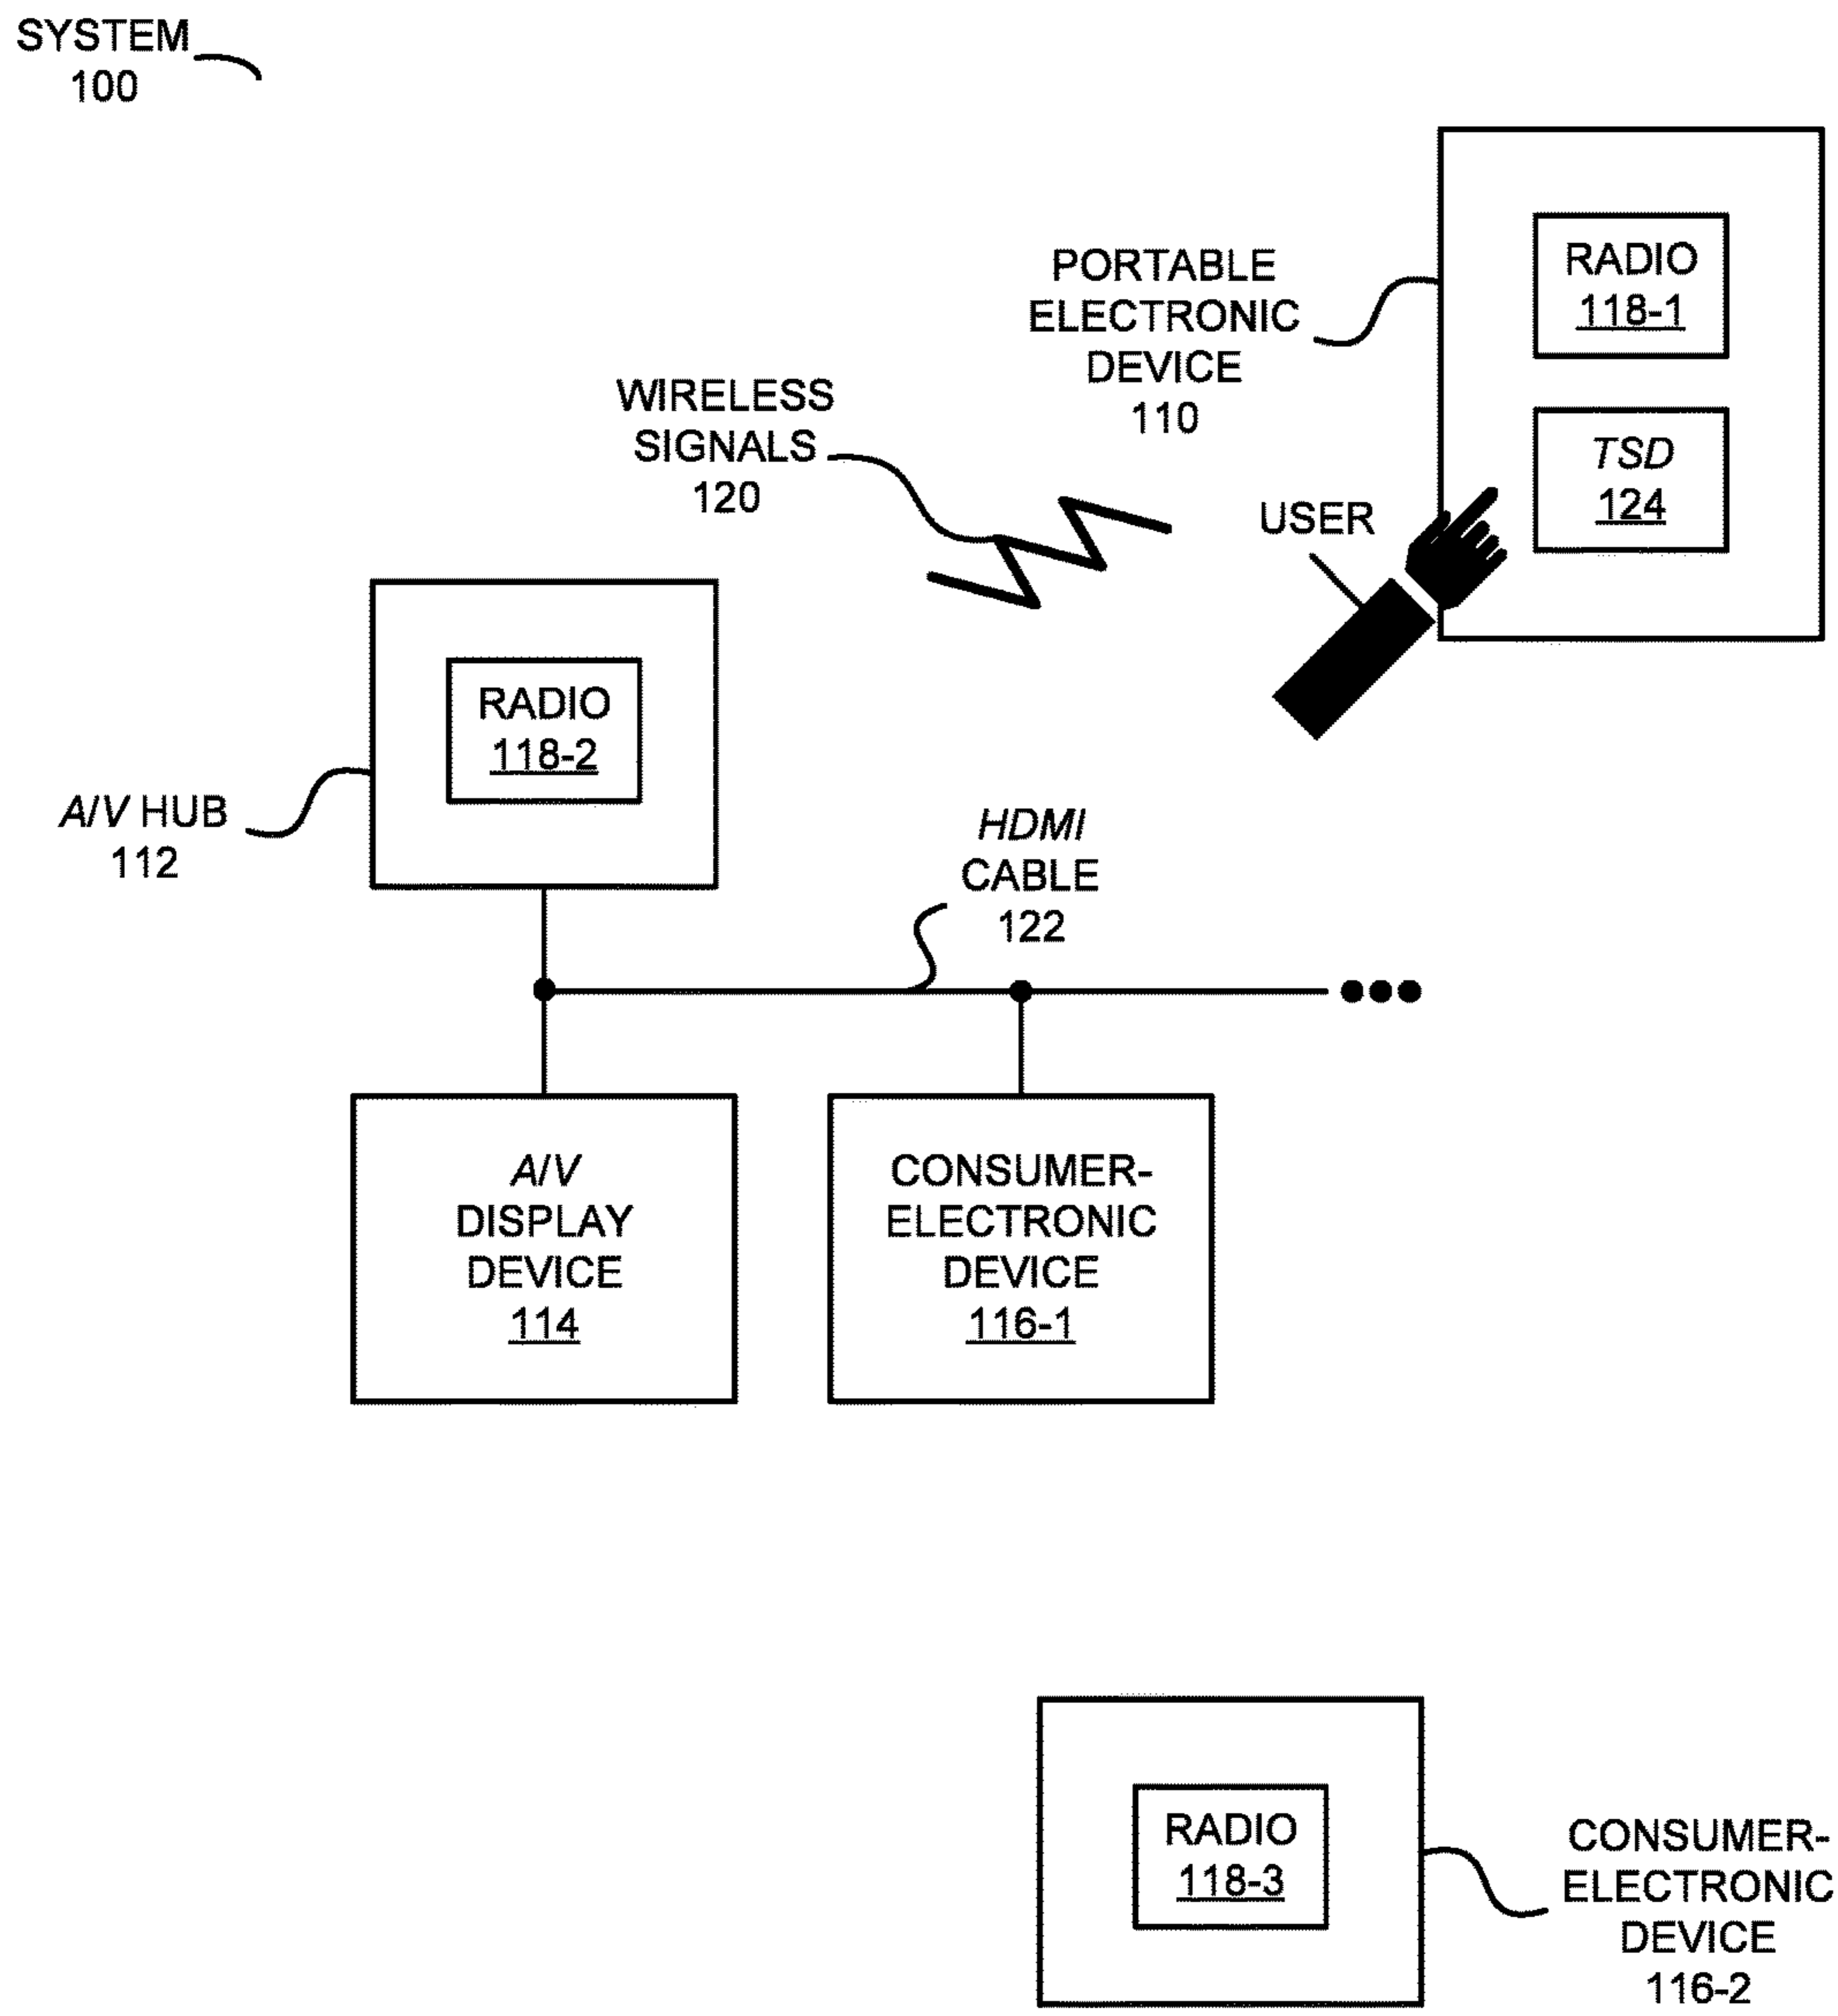 SYSTEM
100
PORTABLE
ELECTRONIC
DEVICE
110
RADIO
118-1
TSD
124
WIRELESS
SIGNALS
120
USER
RADIO
118-2
A/V HUB
112
HDMI
CABLE
122
A/V
DISPLAY
DEVICE
114
CONSUMER-
ELECTRONIC
DEVICE
116-1
RADIO
118-3
CONSUMER-
ELECTRONIC
DEVICE
116-2